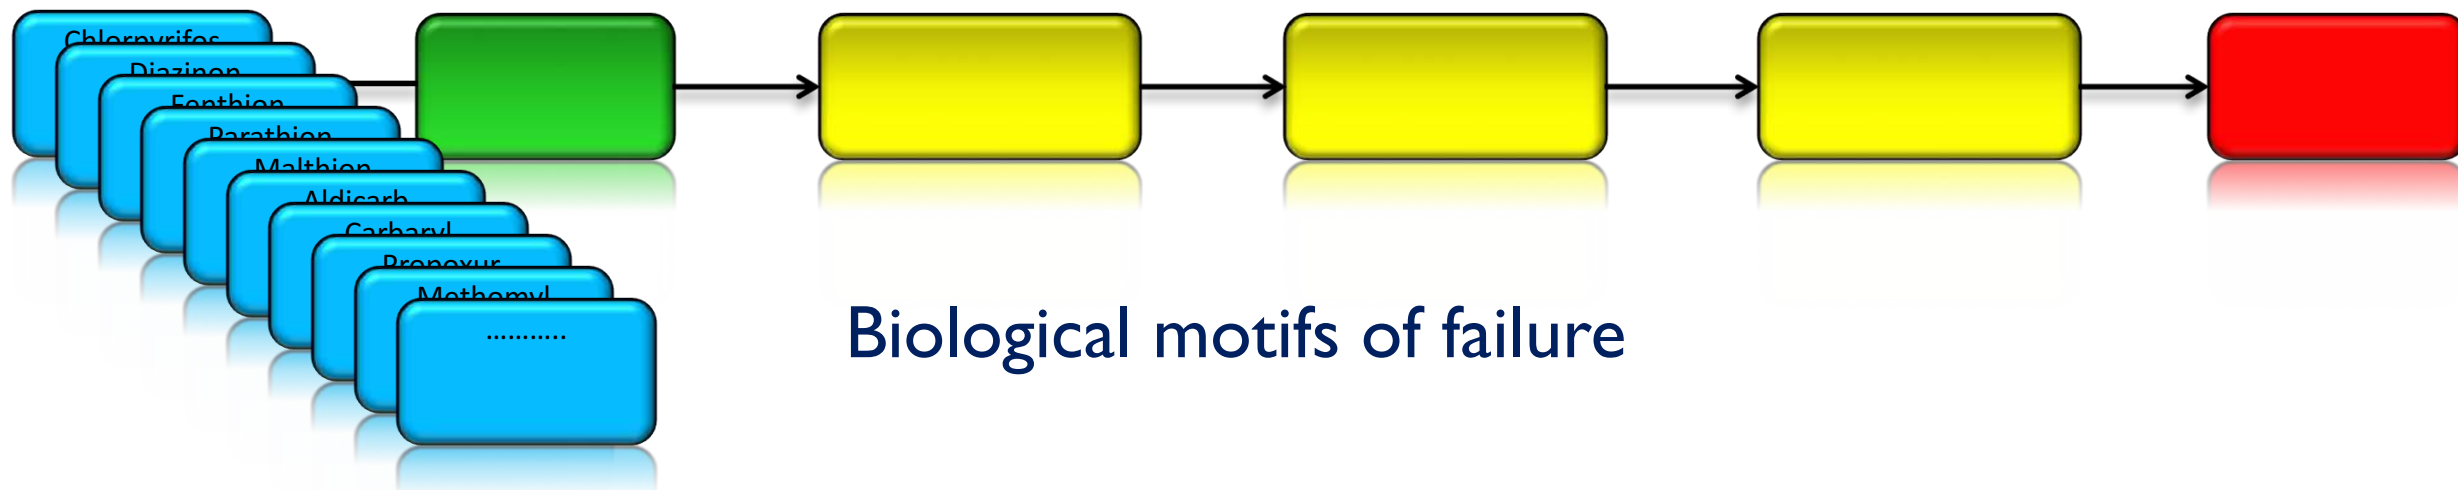 Chlorpyrifos
Diazinon
Fenthion
Parathion
Malthion
Aldicarb
Carbaryl
Propoxur
Methomyl
...........
Biological motifs of failure